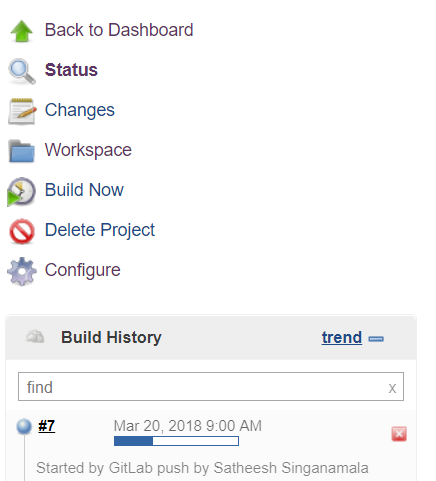 Back to Dashboard
Status
Changes
Workspace
Build Now
Delete Project
Configure
Build History trend
find x
#7 Mar 20, 2018 9:00 AM
Started by GitLab push by Satheesh Singanamala